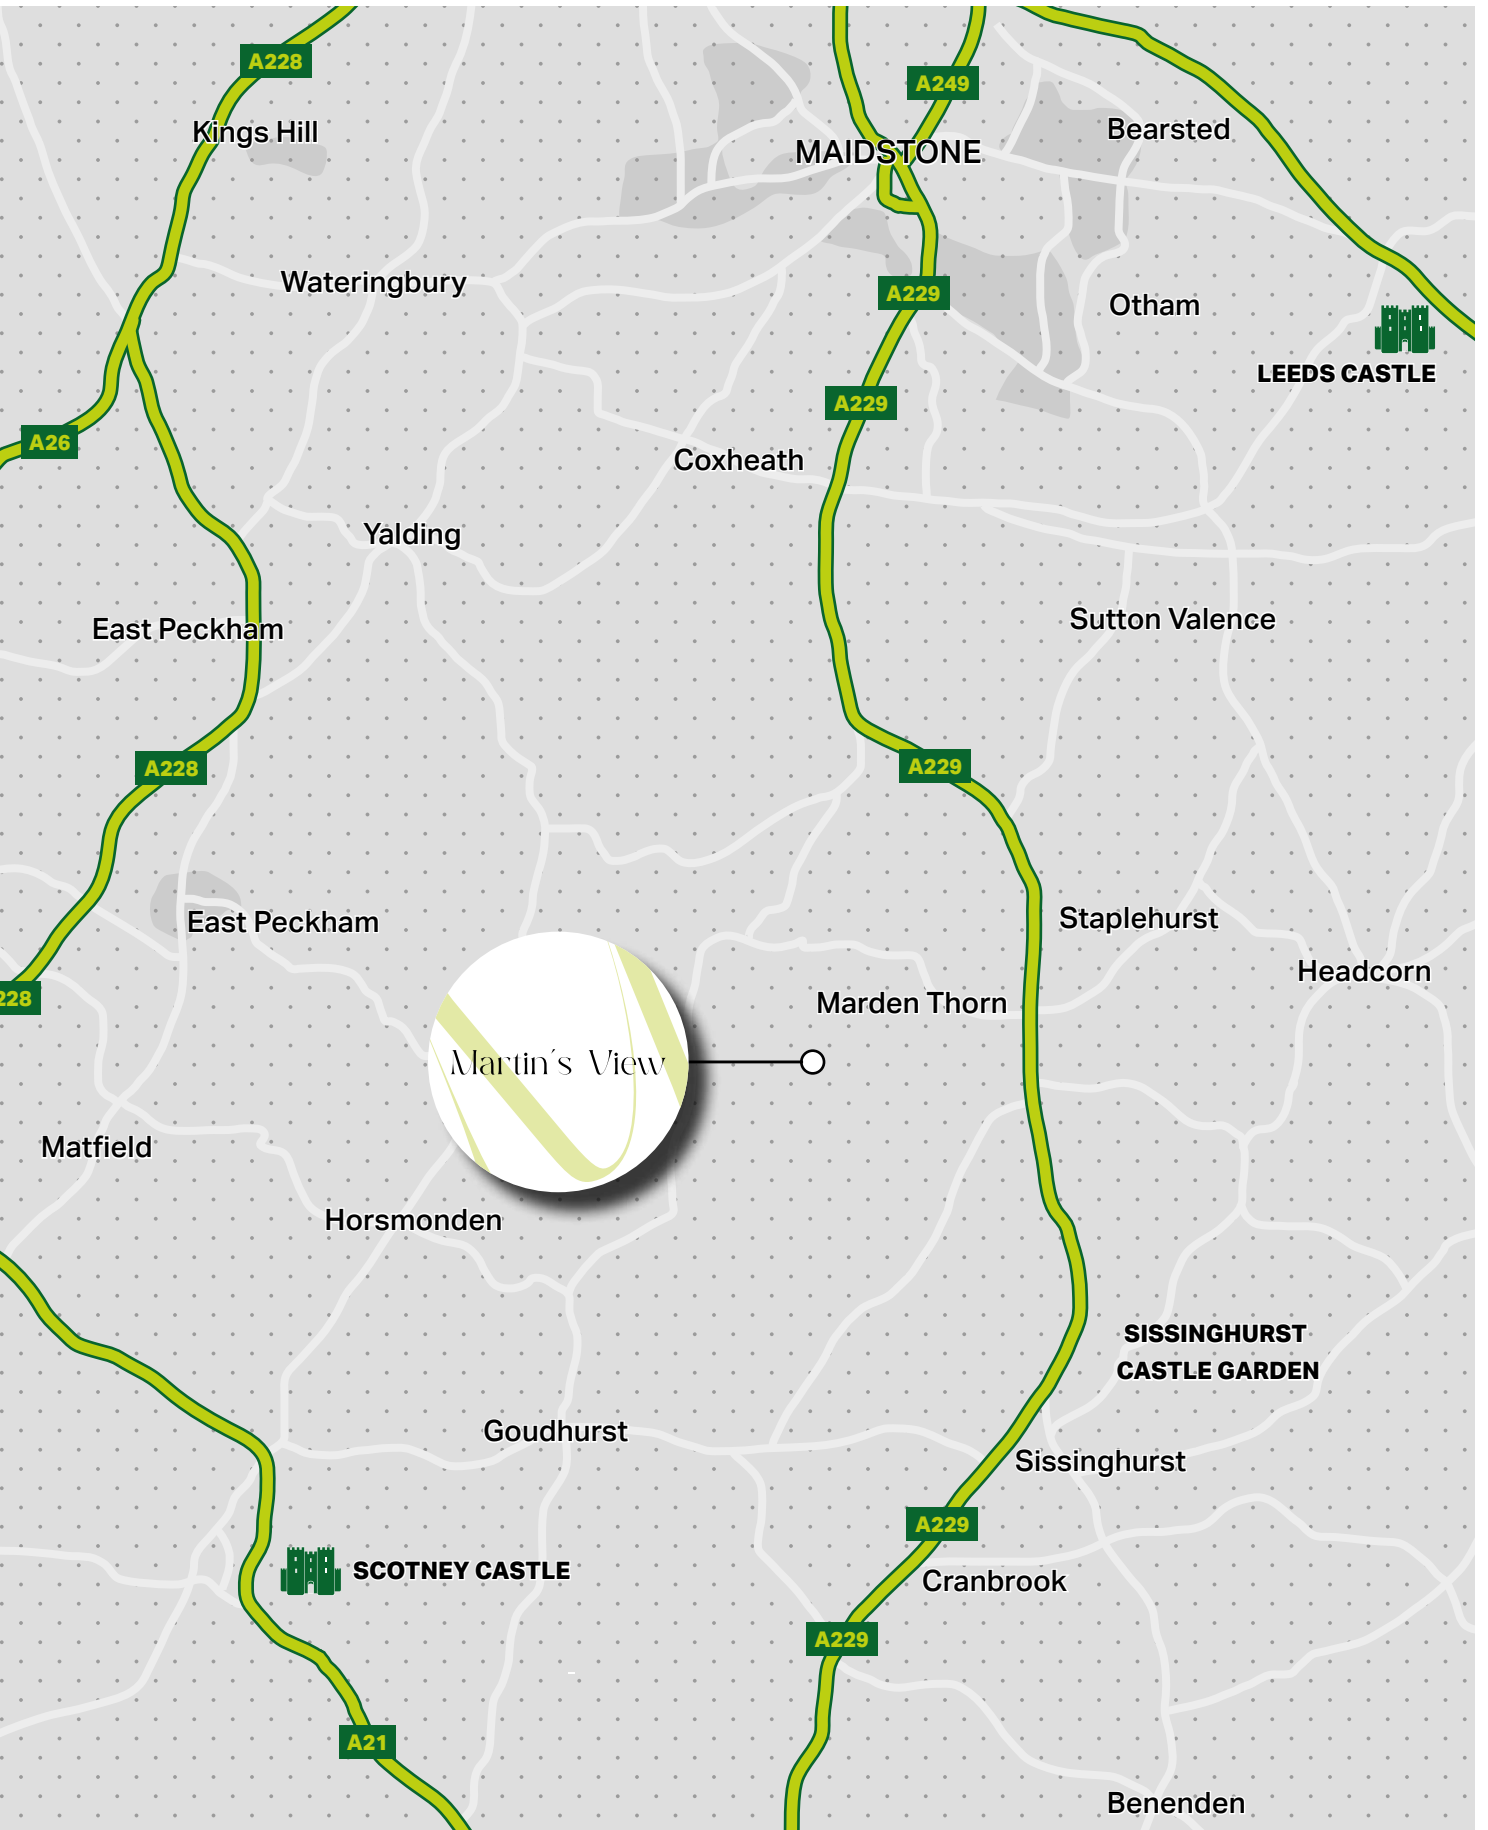 A228
A249
Kings Hill
Bearsted
MAIDSTONE
Wateringbury
A229
Otham
LEEDS CASTLE
A229
A26
Coxheath
Yalding
East Peckham
Sutton Valence
A228
A229
East Peckham
Staplehurst
Headcorn
228
Marden Thorn
Martin's View
Matfield
Horsmonden
SISSINGHURST
CASTLE GARDEN
Goudhurst
Sissinghurst
A229
SCOTNEY CASTLE
Cranbrook
A229
A21
Benenden